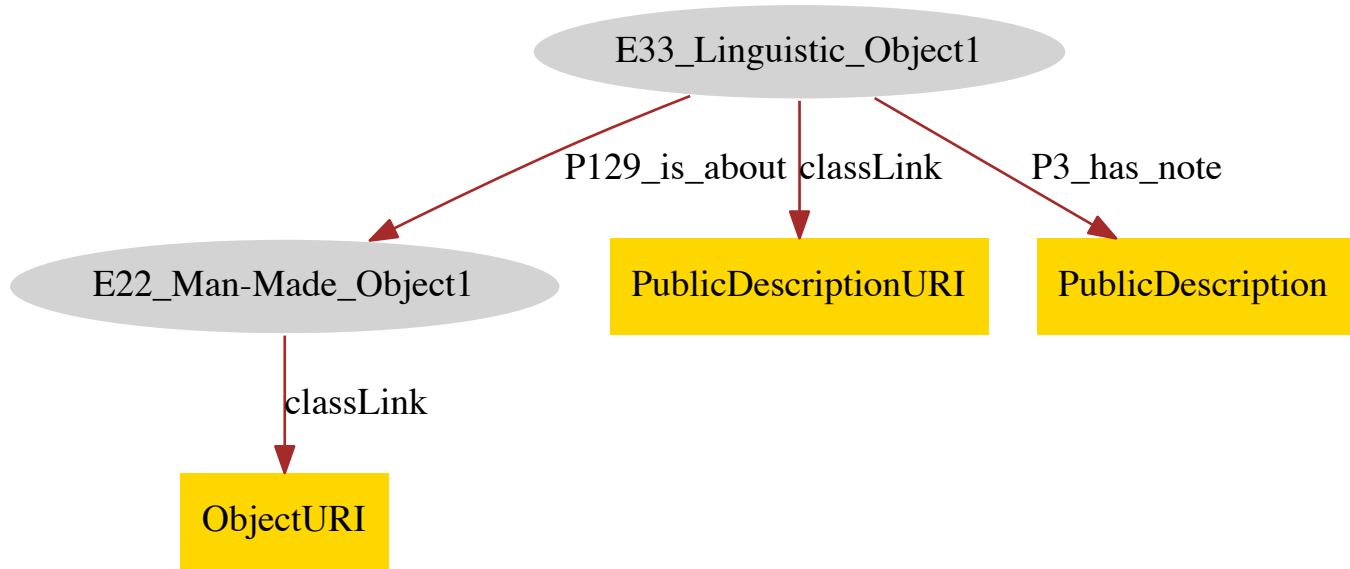 E33_Linguistic_Object1
P129_is_about
classLink
P3_has_note
E22_Man-Made_Object1
PublicDescriptionURI
PublicDescription
classLink
ObjectURI